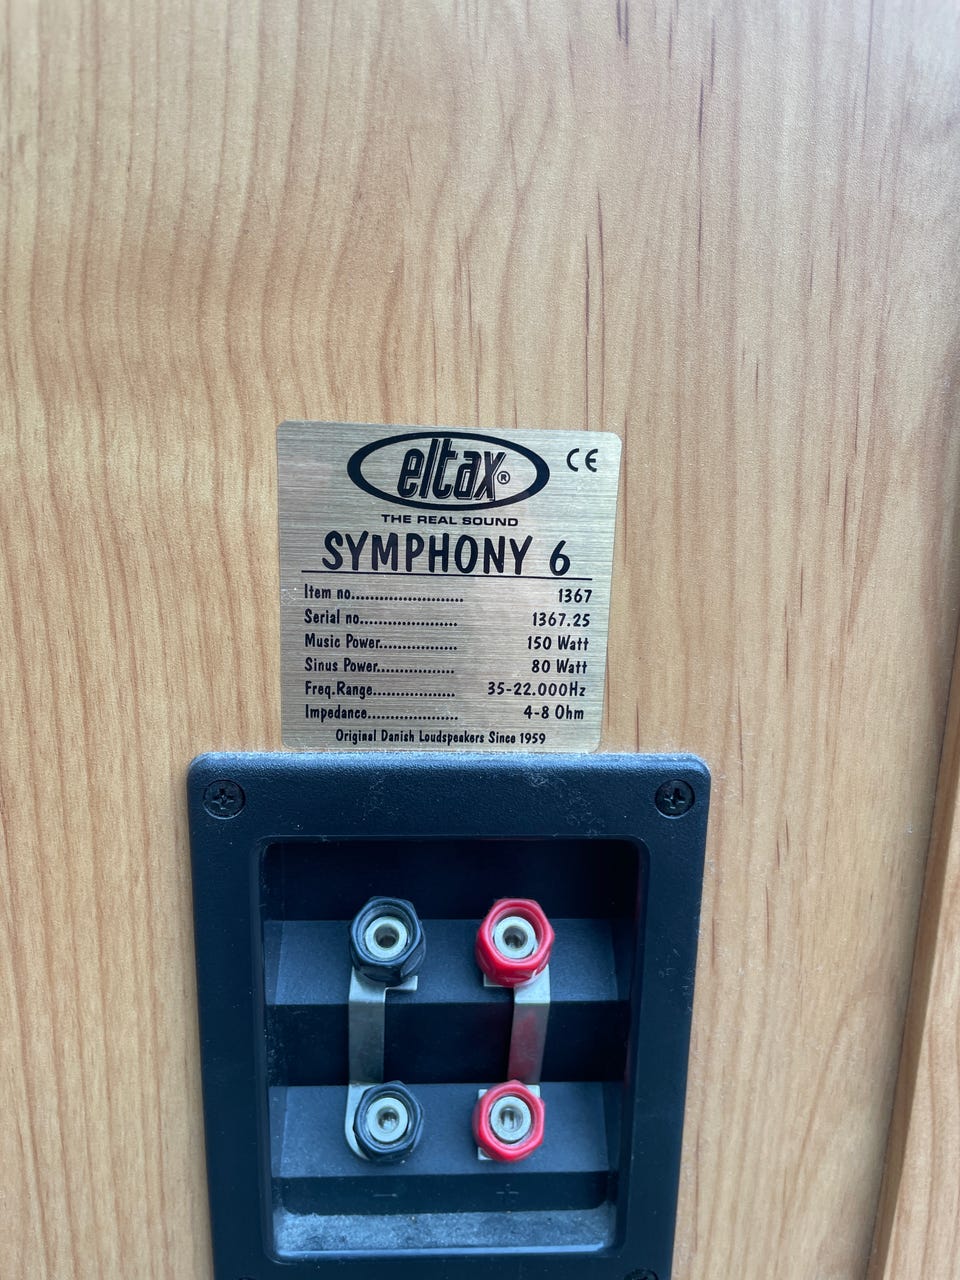 eltax®
CE
THE REAL SOUND
SYMPHONY 6
Item no........................ 1367
Serial no..................... 1367.25
Music Power................ 150 Watt
Sinus Power................. 80 Watt
Freq.Range.................. 35-22.000Hz
Impedance.................... 4-8 Ohm
Original Danish Loudspeakers Since 1959
- +